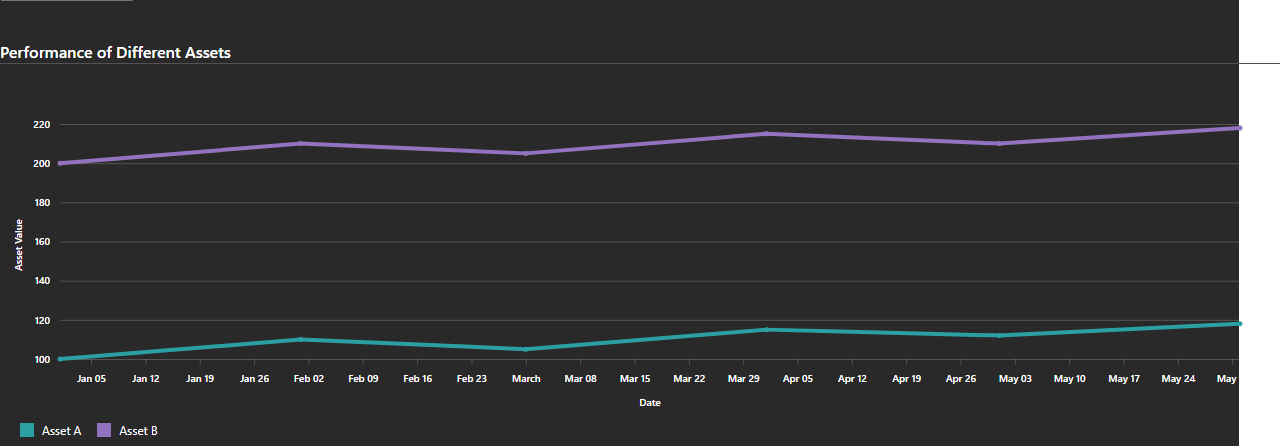 Performance of Different Assets
220
200
180
160
140
120
100
Asset Value
Jan 05 Jan 12 Jan 19 Jan 26 Feb 02 Feb 09 Feb 16 Feb 23 March Mar 08 Mar 15 Mar 22 Mar 29 Apr 05 Apr 12 Apr 19 Apr 26 May 03 May 10 May 17 May 24 May
Date
Asset A Asset B